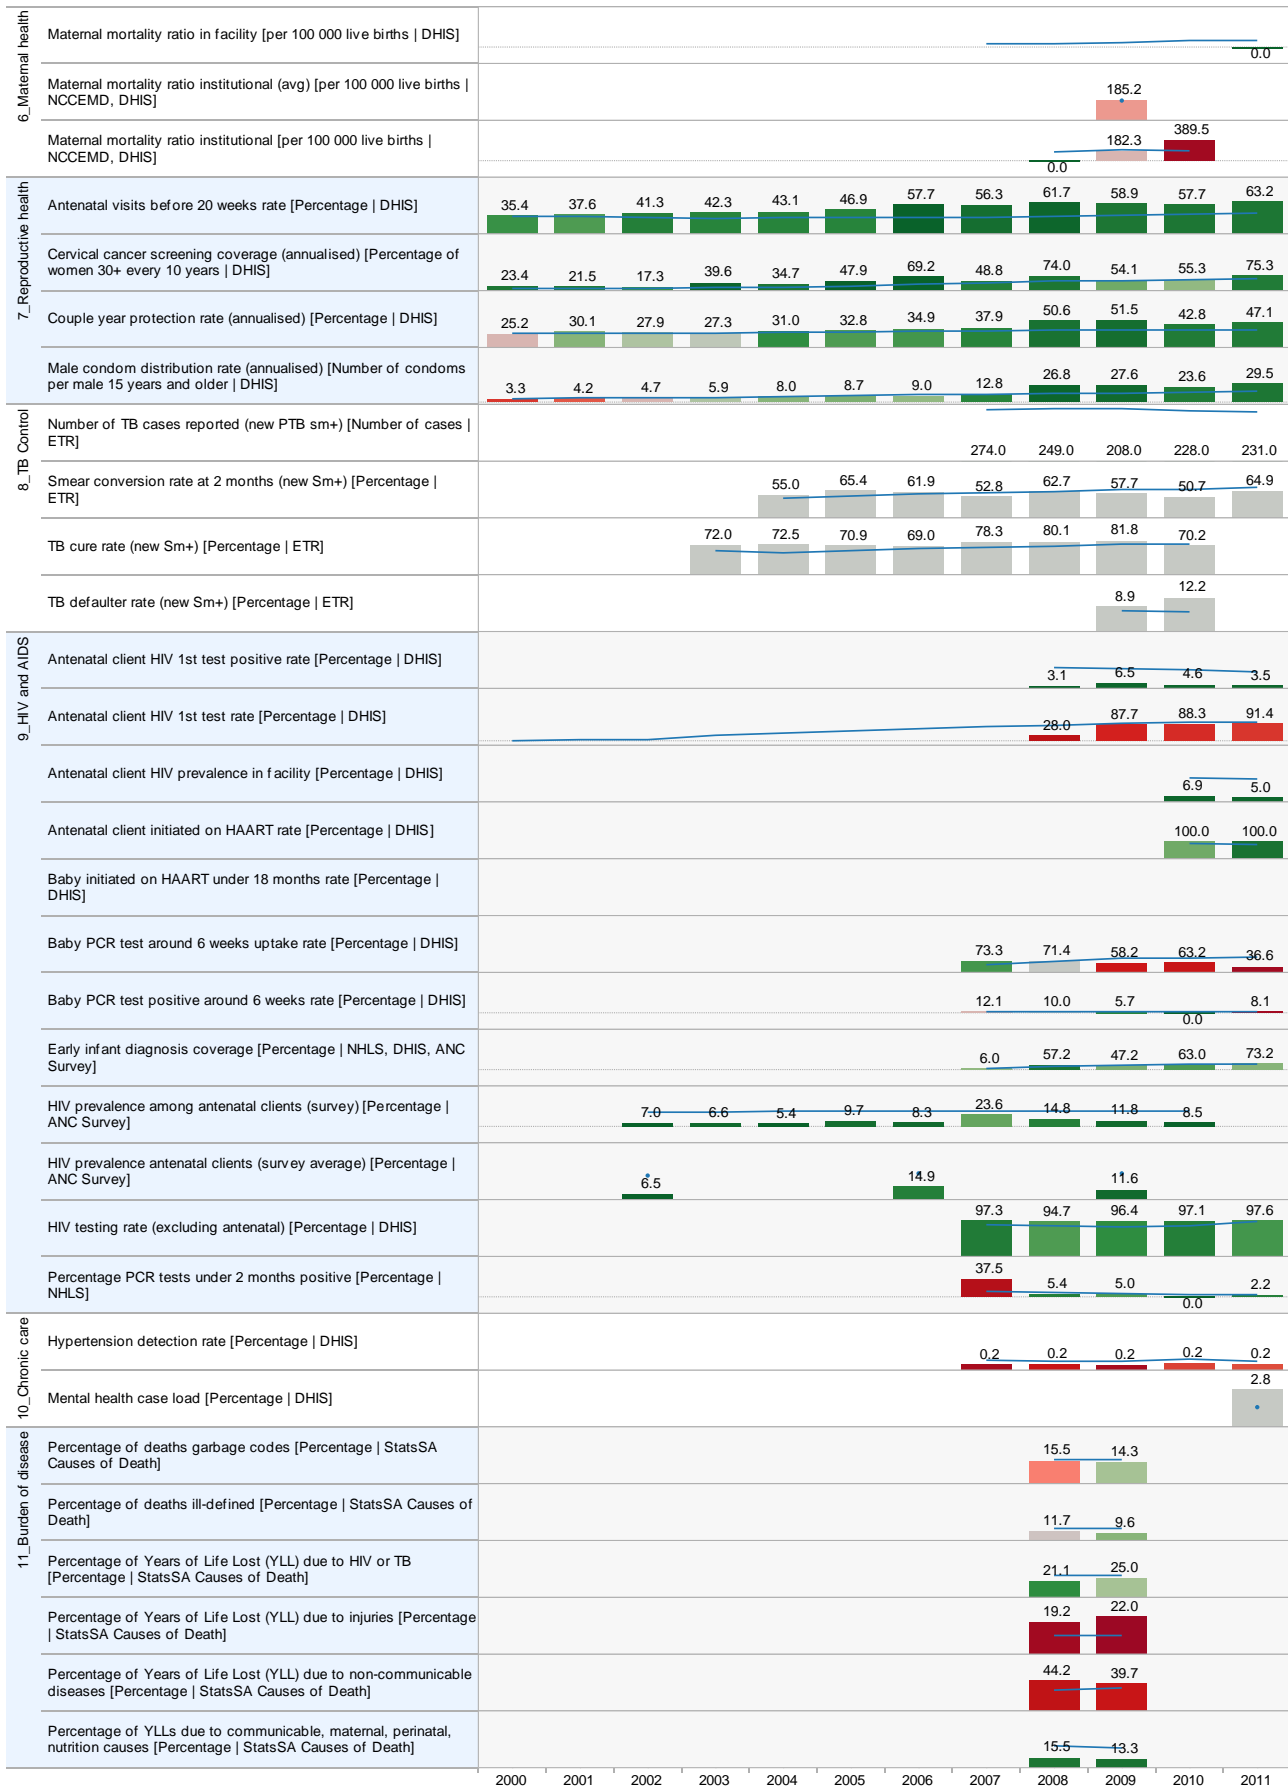 6_Maternal health
Maternal mortality ratio in facility [per 100 000 live births | DHIS]
0.0
Maternal mortality ratio institutional (avg) [per 100 000 live births |
NCCEMD, DHIS]
185.2
Maternal mortality ratio institutional [per 100 000 live births |
NCCEMD, DHIS]
0.0 182.3 389.5
7_Reproductive health
Antenatal visits before 20 weeks rate [Percentage | DHIS]
35.4 37.6 41.3 42.3 43.1 46.9 57.7 56.3 61.7 58.9 57.7 63.2
Cervical cancer screening coverage (annualised) [Percentage of
women 30+ every 10 years | DHIS]
23.4 21.5 17.3 39.6 34.7 47.9 69.2 48.8 74.0 54.1 55.3 75.3
Couple year protection rate (annualised) [Percentage | DHIS]
25.2 30.1 27.9 27.3 31.0 32.8 34.9 37.9 50.6 51.5 42.8 47.1
Male condom distribution rate (annualised) [Number of condoms
per male 15 years and older | DHIS]
3.3 4.2 4.7 5.9 8.0 8.7 9.0 12.8 26.8 27.6 23.6 29.5
8_TB Control
Number of TB cases reported (new PTB sm+) [Number of cases |
ETR]
274.0 249.0 208.0 228.0 231.0
Smear conversion rate at 2 months (new Sm+) [Percentage |
ETR]
55.0 65.4 61.9 52.8 62.7 57.7 50.7 64.9
TB cure rate (new Sm+) [Percentage | ETR]
72.0 72.5 70.9 69.0 78.3 80.1 81.8 70.2
TB defaulter rate (new Sm+) [Percentage | ETR]
8.9 12.2
9_HIV and AIDS
Antenatal client HIV 1st test positive rate [Percentage | DHIS]
3.1 6.5 4.6 3.5
Antenatal client HIV 1st test rate [Percentage | DHIS]
28.0 87.7 88.3 91.4
Antenatal client HIV prevalence in facility [Percentage | DHIS]
6.9 5.0
Antenatal client initiated on HAART rate [Percentage | DHIS]
100.0 100.0
Baby initiated on HAART under 18 months rate [Percentage |
DHIS]
Baby PCR test around 6 weeks uptake rate [Percentage | DHIS]
73.3 71.4 58.2 63.2 36.6
Baby PCR test positive around 6 weeks rate [Percentage | DHIS]
12.1 10.0 5.7 0.0 8.1
Early infant diagnosis coverage [Percentage | NHLS, DHIS, ANC
Survey]
6.0 57.2 47.2 63.0 73.2
HIV prevalence among antenatal clients (survey) [Percentage |
ANC Survey]
7.0 6.6 5.4 9.7 8.3 23.6 14.8 11.8 8.5
HIV prevalence antenatal clients (survey average) [Percentage |
ANC Survey]
6.5 14.9 11.6
HIV testing rate (excluding antenatal) [Percentage | DHIS]
97.3 94.7 96.4 97.1 97.6
Percentage PCR tests under 2 months positive [Percentage |
NHLS]
37.5 5.4 5.0 0.0 2.2
10_Chronic care
Hypertension detection rate [Percentage | DHIS]
0.2 0.2 0.2 0.2 0.2
Mental health case load [Percentage | DHIS]
2.8
11_Burden of disease
Percentage of deaths garbage codes [Percentage | StatsSA
Causes of Death]
15.5 14.3
Percentage of deaths ill-defined [Percentage | StatsSA Causes of
Death]
11.7 9.6
Percentage of Years of Life Lost (YLL) due to HIV or TB
[Percentage | StatsSA Causes of Death]
21.1 25.0
Percentage of Years of Life Lost (YLL) due to injuries [Percentage
| StatsSA Causes of Death]
19.2 22.0
Percentage of Years of Life Lost (YLL) due to non-communicable
diseases [Percentage | StatsSA Causes of Death]
44.2 39.7
Percentage of YLLs due to communicable, maternal, perinatal,
nutrition causes [Percentage | StatsSA Causes of Death]
15.5 13.3
2000 2001 2002 2003 2004 2005 2006 2007 2008 2009 2010 2011